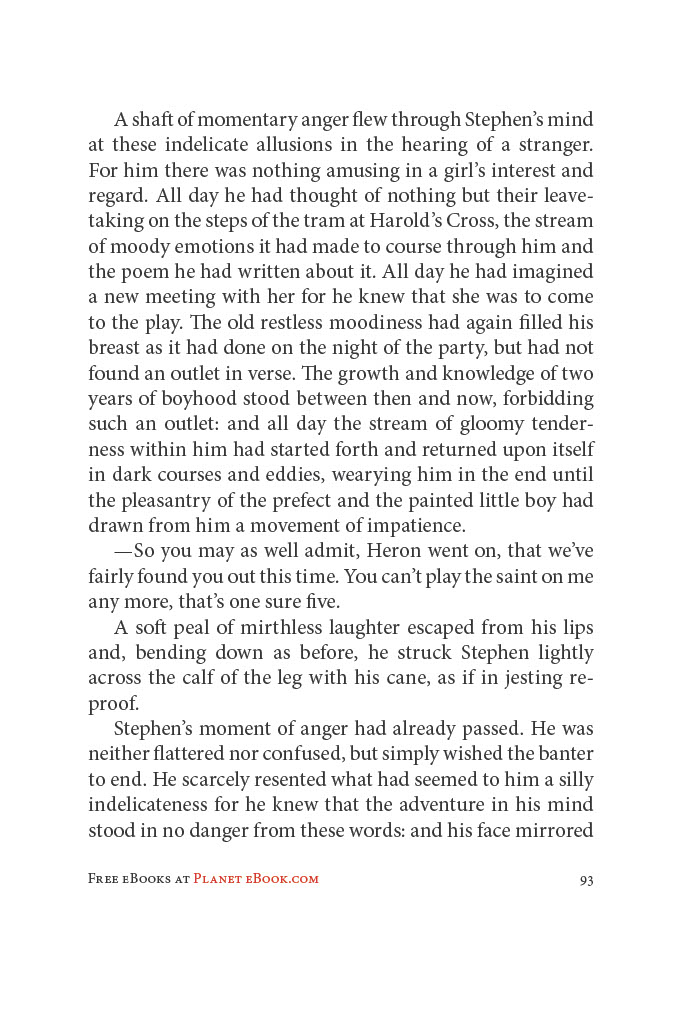 A shaft of momentary anger flew through Stephen’s mind
at these indelicate allusions in the hearing of a stranger.
For him there was nothing amusing in a girl’s interest and
regard. All day he had thought of nothing but their leave-
taking on the steps of the tram at Harold’s Cross, the stream
of moody emotions it had made to course through him and
the poem he had written about it. All day he had imagined
a new meeting with her for he knew that she was to come
to the play. The old restless moodiness had again filled his
breast as it had done on the night of the party, but had not
found an outlet in verse. The growth and knowledge of two
years of boyhood stood between then and now, forbidding
such an outlet: and all day the stream of gloomy tender-
ness within him had started forth and returned upon itself
in dark courses and eddies, wearying him in the end until
the pleasantry of the prefect and the painted little boy had
drawn from him a movement of impatience.
—So you may as well admit, Heron went on, that we’ve
fairly found you out this time. You can’t play the saint on me
any more, that’s one sure five.
A soft peal of mirthless laughter escaped from his lips
and, bending down as before, he struck Stephen lightly
across the calf of the leg with his cane, as if in jesting re-
proof.
Stephen’s moment of anger had already passed. He was
neither flattered nor confused, but simply wished the banter
to end. He scarcely resented what had seemed to him a silly
indelicateness for he knew that the adventure in his mind
stood in no danger from these words: and his face mirrored
Free eBooks at Planet eBook.com 93